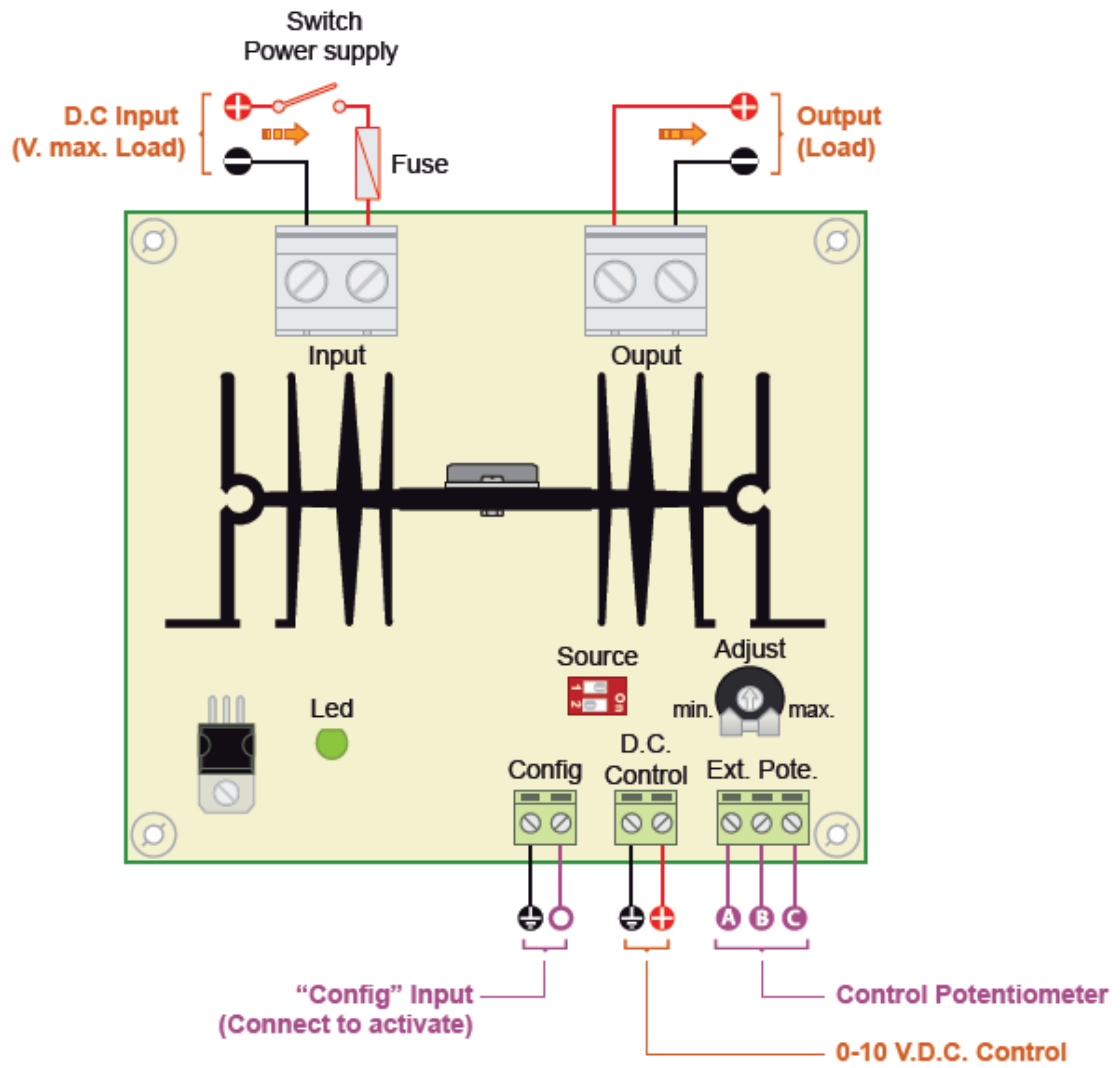 Switch
Power supply
D.C Input
(V. max. Load)
Output
(Load)
Fuse
Input
Ouput
Source
1
2
On
Adjust
min.
max.
Led
Config
D.C.
Control
Ext. Pote.
A
B
C
“Config” Input
(Connect to activate)
Control Potentiometer
0-10 V.D.C. Control